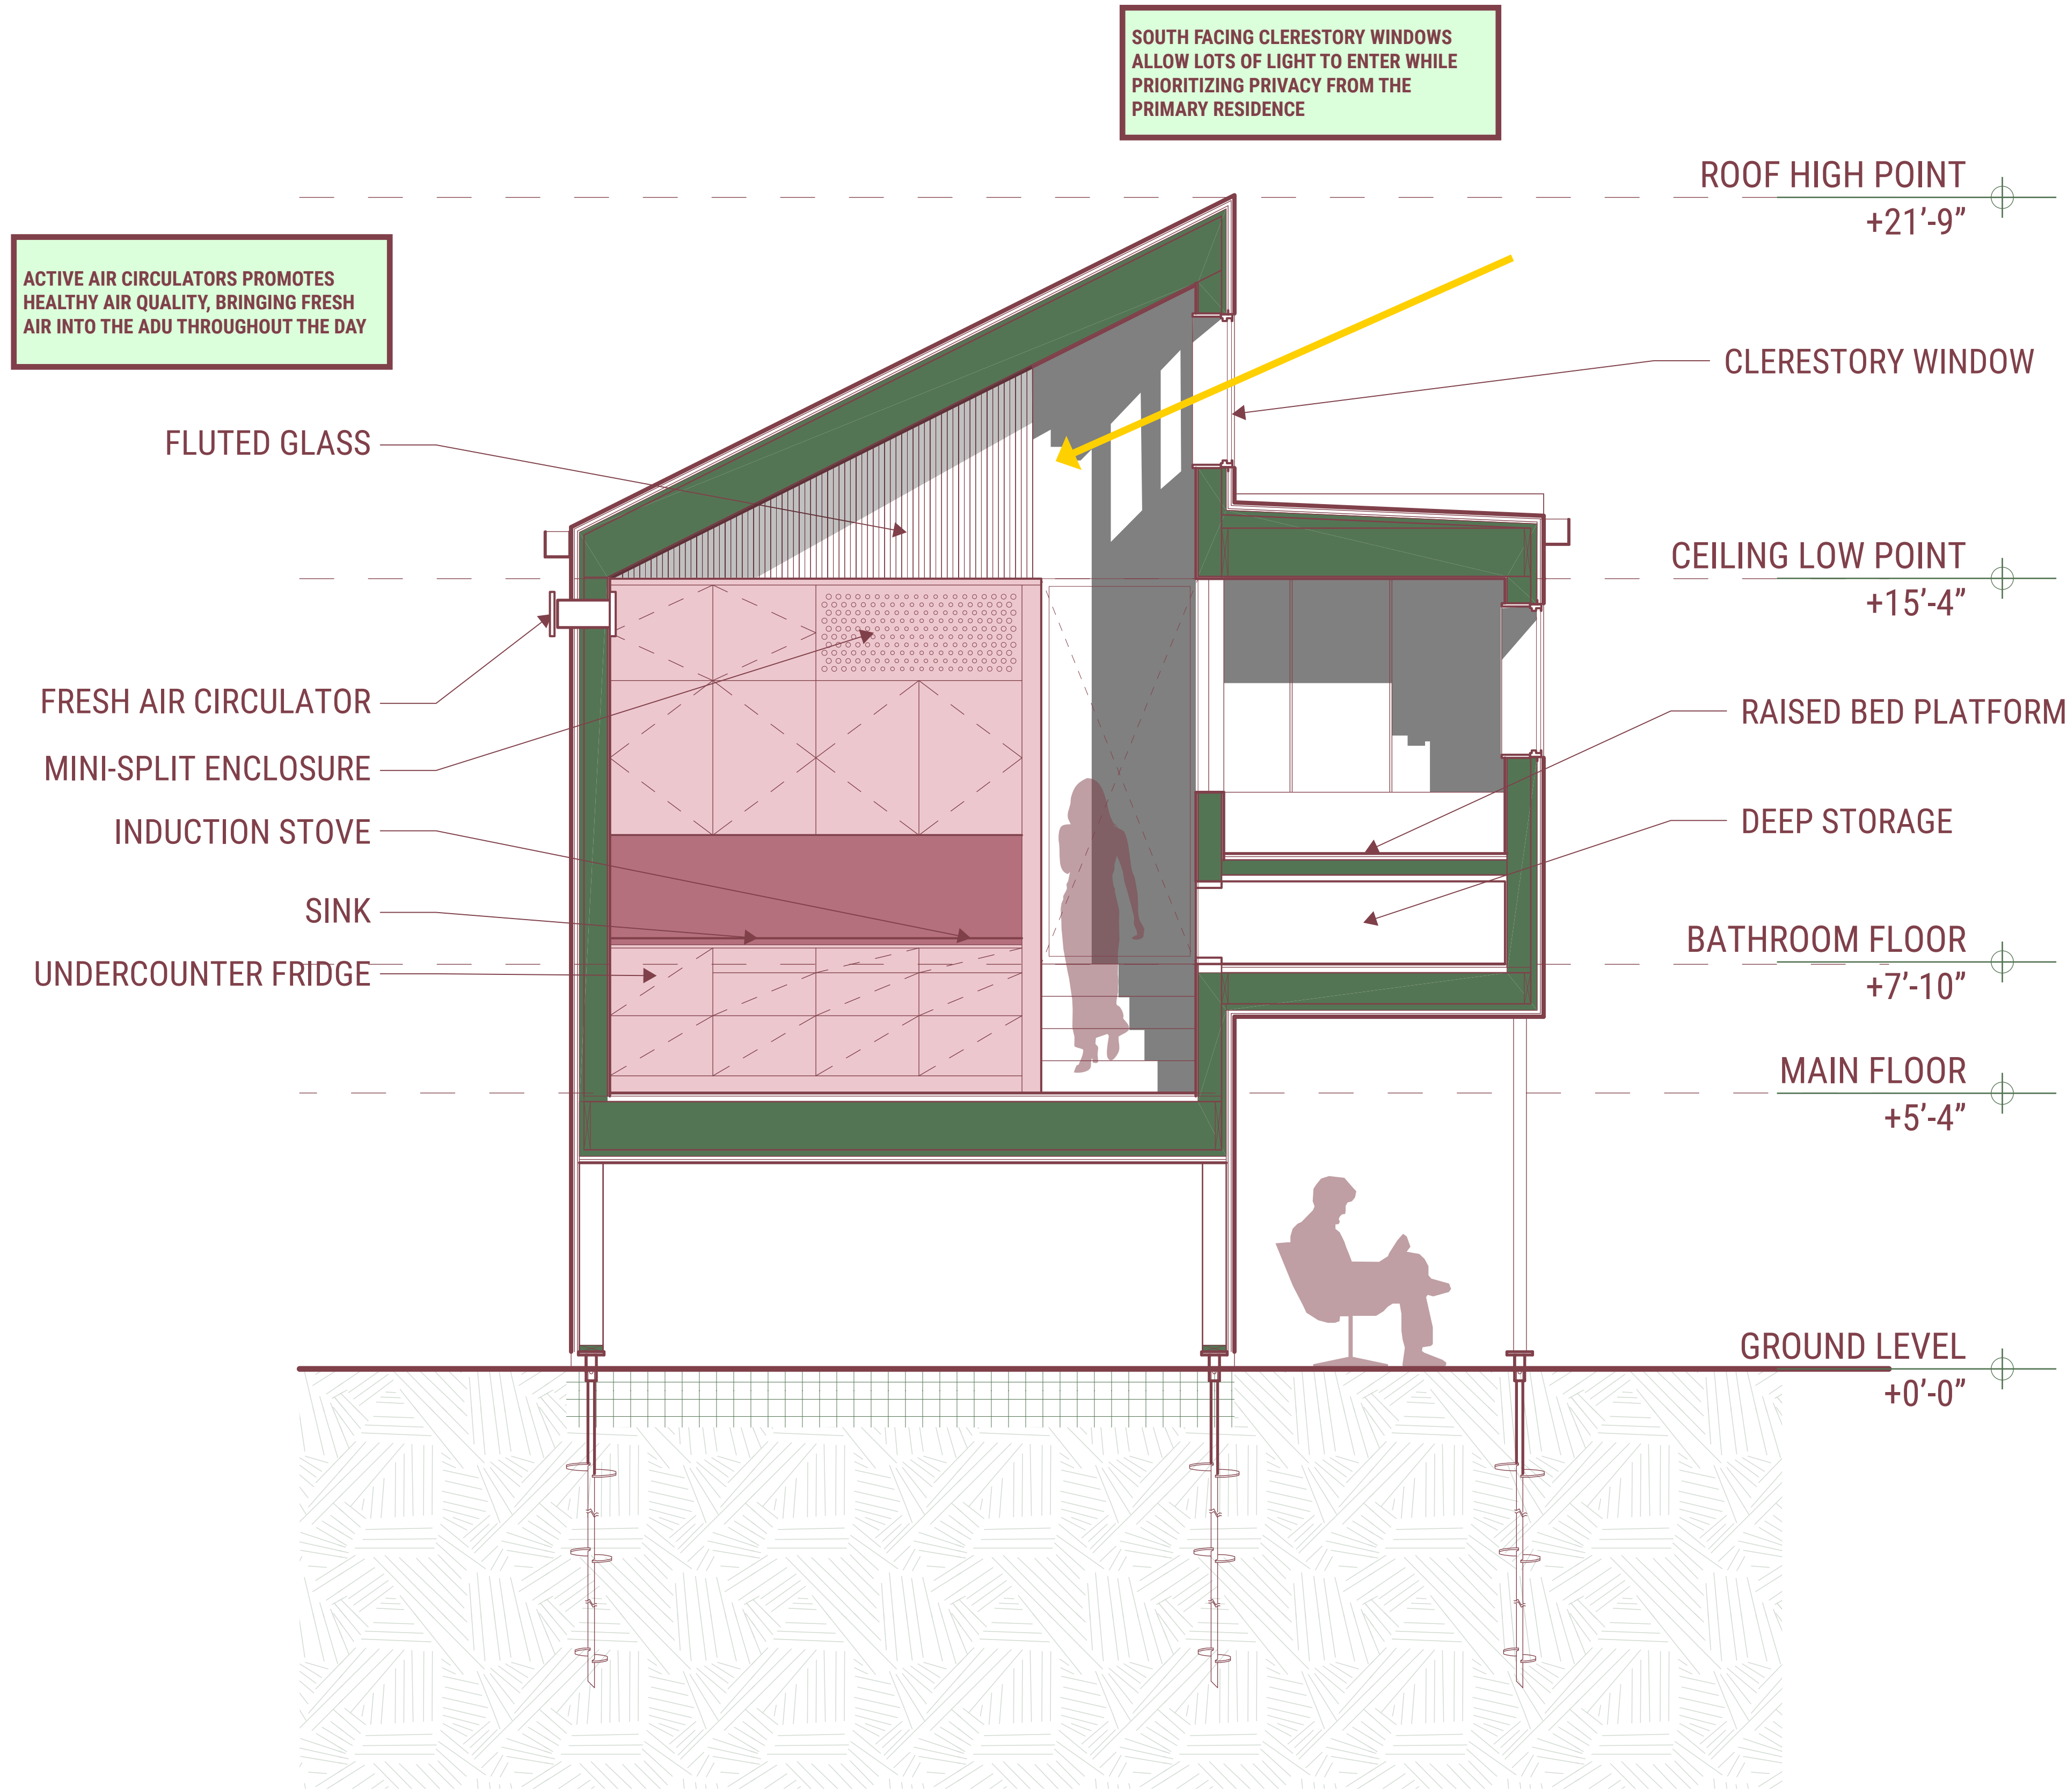 SOUTH FACING CLERESTORY WINDOWS
ALLOW LOTS OF LIGHT TO ENTER WHILE
PRIORITIZING PRIVACY FROM THE
PRIMARY RESIDENCE
ACTIVE AIR CIRCULATORS PROMOTES
HEALTHY AIR QUALITY, BRINGING FRESH
AIR INTO THE ADU THROUGHOUT THE DAY
FLUTED GLASS
FRESH AIR CIRCULATOR
MINI-SPLIT ENCLOSURE
INDUCTION STOVE
SINK
UNDERCOUNTER FRIDGE
ROOF HIGH POINT
+21’-9”
CLERESTORY WINDOW
CEILING LOW POINT
+15’-4”
RAISED BED PLATFORM
DEEP STORAGE
BATHROOM FLOOR
+7’-10”
MAIN FLOOR
+5’-4”
GROUND LEVEL
+0’-0”